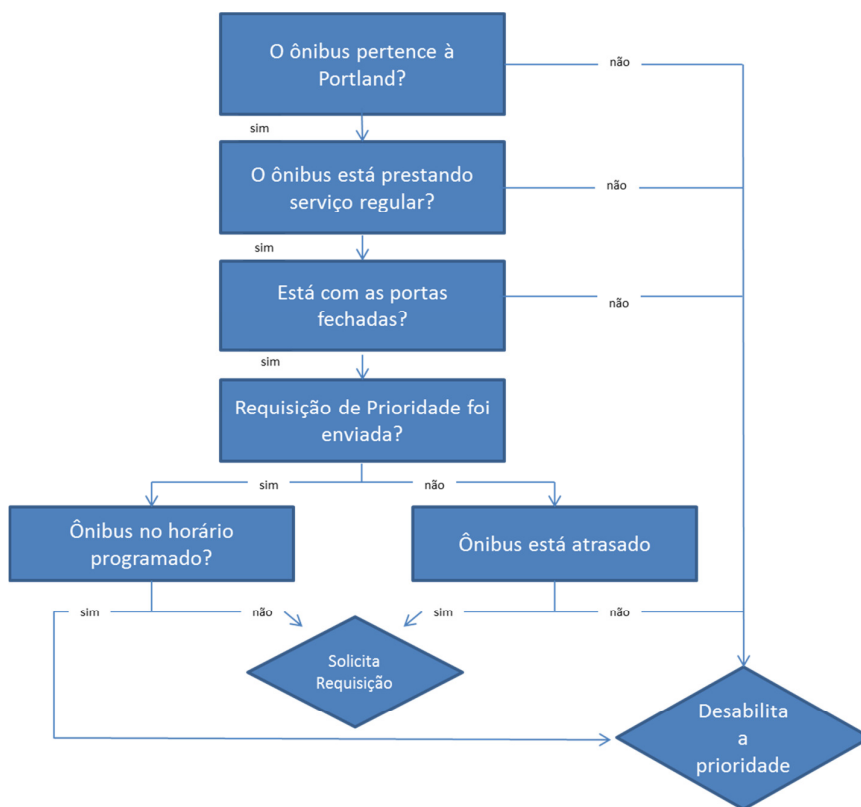 O ônibus pertence à
Portland?
não
sim
O ônibus está prestando
serviço regular?
não
sim
Está com as portas
fechadas?
não
sim
Requisição de Prioridade foi
enviada?
sim
não
Ônibus no horário
programado?
Ônibus está atrasado
sim
não
sim
não
Solicita
Requisição
Desabilita
a
prioridade